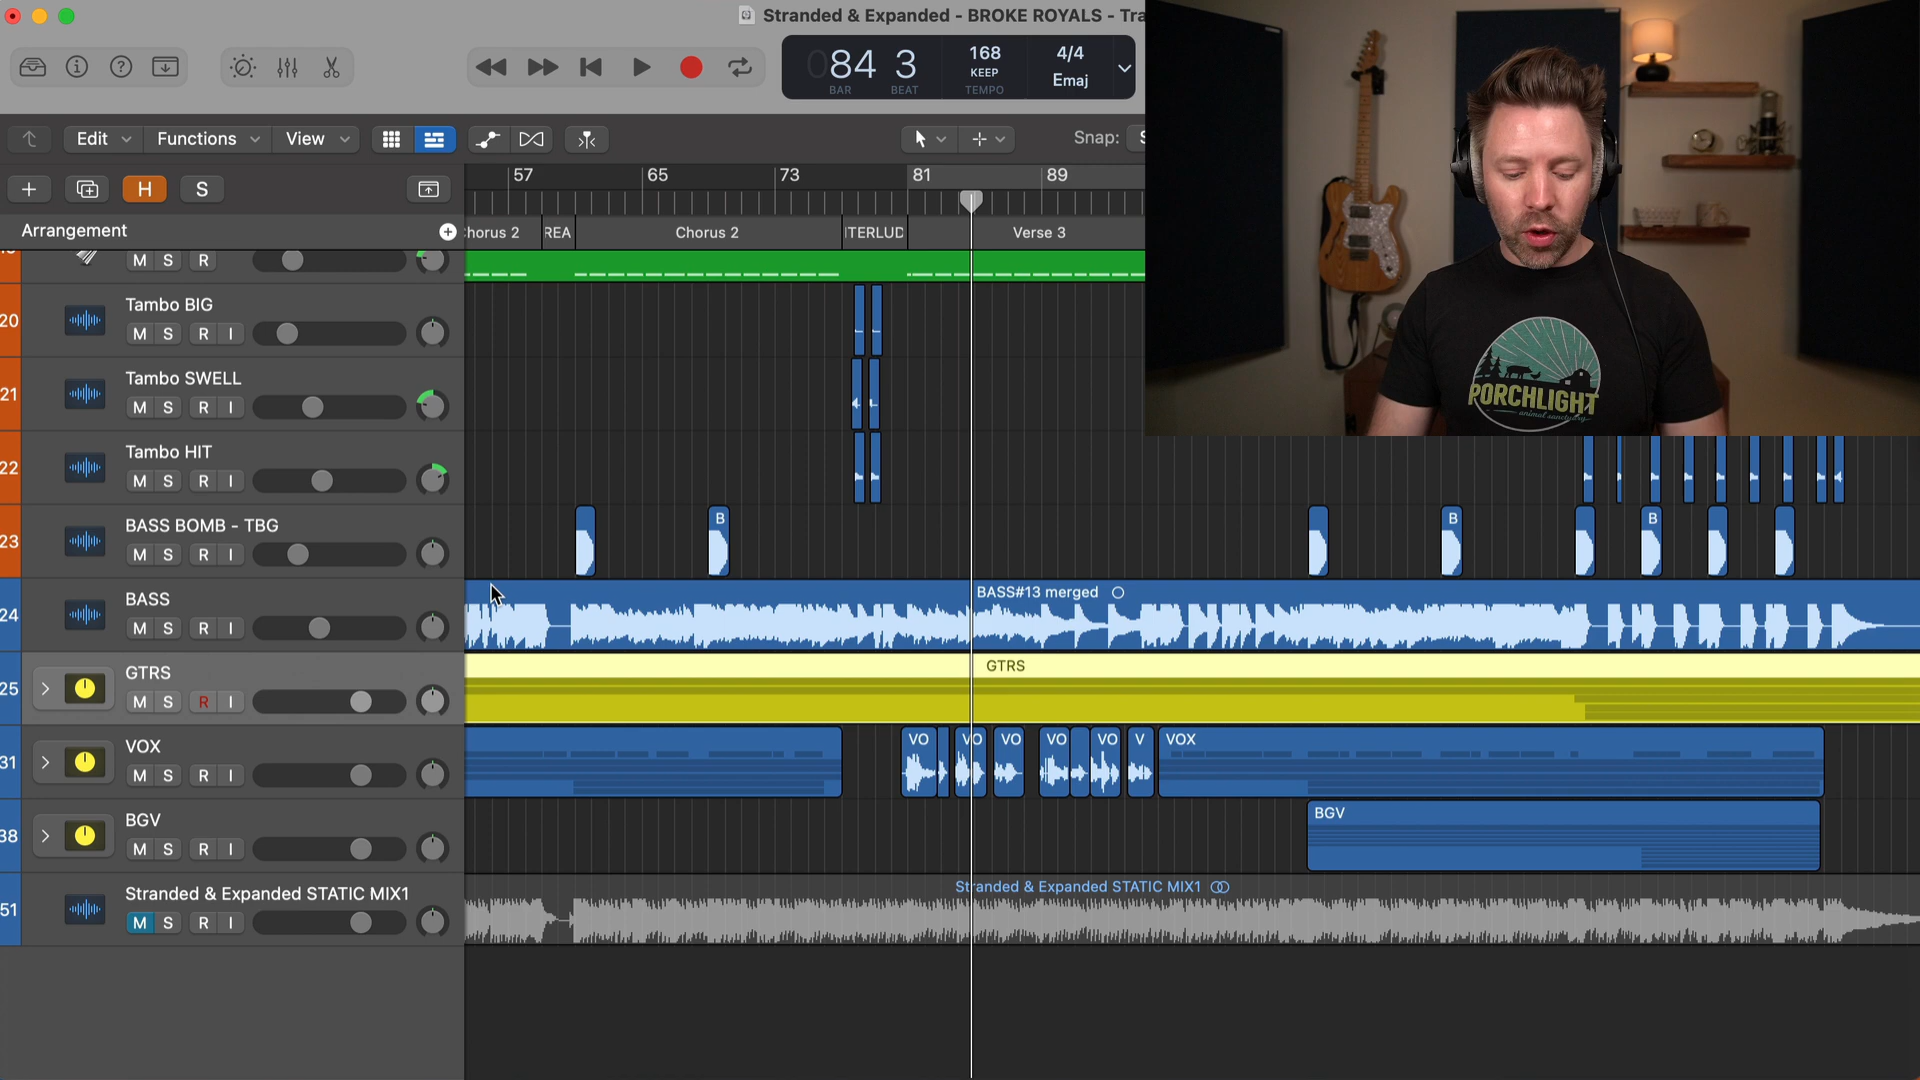 Stranded & Expanded - BROKE ROYALS - Tra
084 3 168 4/4
KEEP Emaj
BAR BEAT TEMPO
Edit Functions View Snap: S
H S 57 65 73 81 89
Arrangement horus 2 REA Chorus 2 ITERLUD Verse 3
M S R
20 Tambo BIG
M S R I
21 Tambo SWELL
M S R I
22 Tambo HIT
M S R I
23 BASS BOMB - TBG B B B
M S R I
24 BASS BASS#13 merged
M S R I
25 GTRS GTRS
M S R I
31 VOX VO VO VO VO VO V VOX
M S R I
38 BGV BGV
M S R I
51 Stranded & Expanded STATIC MIX1 Stranded & Expanded STATIC MIX1
M S R I
PORCHLIGHT
animal sanctuary